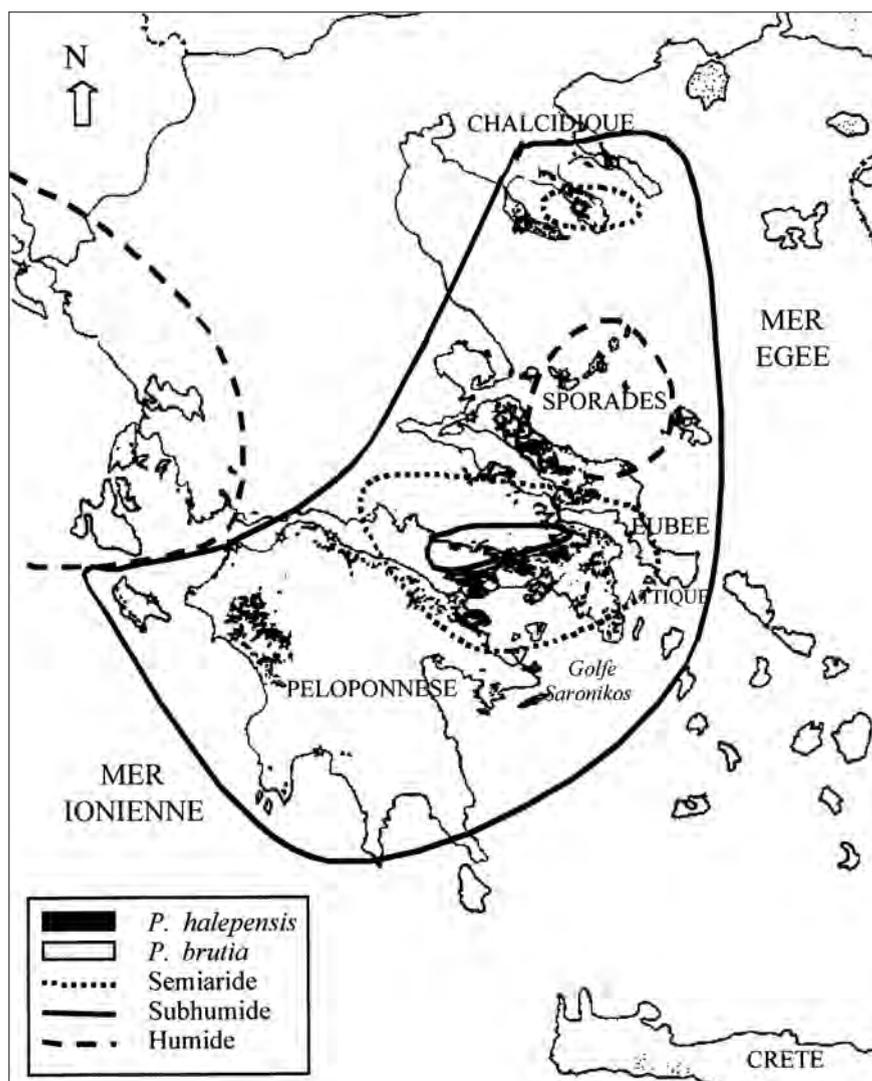 N
CHALCIDIQUE
MER
EGEE
SPORADES
EUBEE
ATTIQUE
Golfe
Saronikos
PELOPONNESE
MER
IONIENNE
P. halepensis
P. brutia
Semiaride
Subhumide
Humide
CRETE